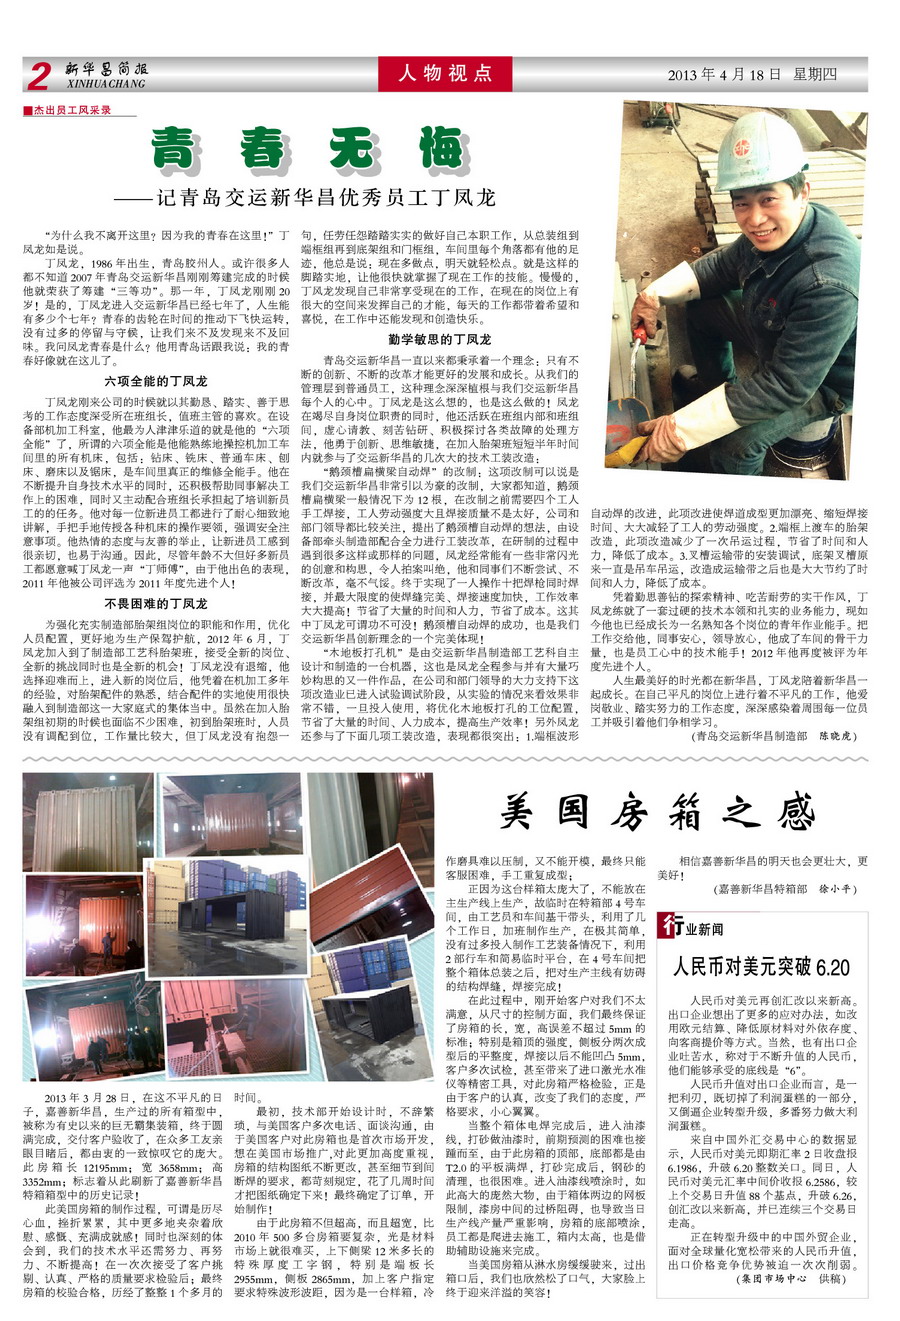 2
新华昌简报
XINHUACHANG
人物视点
2013 年 4 月 18 日 星期四
■杰出员工风采录
青春无悔
——记青岛交运新华昌优秀员工丁凤龙
“为什么我不离开这里？因为我的青春在这里！”丁
凤龙如是说。
丁凤龙，1986 年出生，青岛胶州人。或许很多人
都不知道 2007 年青岛交运新华昌刚刚筹建完成的时候
他就荣获了筹建“三等功”。那一年，丁凤龙刚刚 20
岁！是的，丁凤龙进入交运新华昌已经七年了，人生能
有多少个七年？青春的齿轮在时间的推动下飞快运转，
没有过多的停留与守候，让我们来不及发现来不及回
味。我问凤龙青春是什么？他用青岛话跟我说：我的青
春好像就在这儿了。
六项全能的丁凤龙
丁凤龙刚来公司的时候就以其勤恳、踏实、善于思
考的工作态度深受所在班组长，值班主管的喜欢。在设
备部机加工科室，他最为人津津乐道的就是他的“六项
全能”了，所谓的六项全能是他能熟练地操控机加工车
间里的所有机床，包括：钻床、铣床、普通车床、刨
床、磨床以及锯床，是车间里真正的维修全能手。他在
不断提升自身技术水平的同时，还积极帮助同事解决工
作上的困难，同时又主动配合班组长承担起了培训新员
工的的任务。他对每一位新进员工都进行了耐心细致地
讲解，手把手地传授各种机床的操作要领，强调安全注
意事项。他热情的态度与友善的举止，让新进员工感到
很亲切，也易于沟通。因此，尽管年龄不大但好多新员
工都愿意喊丁凤龙一声“丁师傅”，由于他出色的表现，
2011 年他被公司评选为 2011 年度先进个人！
不畏困难的丁凤龙
为强化充实制造部胎架组岗位的职能和作用，优化
人员配置，更好地为生产保驾护航，2012 年 6 月，丁
凤龙加入到了制造部工艺科胎架班，接受全新的岗位、
全新的挑战同时也是全新的机会！丁凤龙没有退缩，他
选择迎难而上，进入新的岗位后，他凭着在机加工多年
的经验，对胎架配件的熟悉，结合配件的实地使用很快
融入到制造部这一大家庭式的集体当中。虽然在加入胎
架组初期的时候也面临不少困难，初到胎架班时，人员
没有调配到位，工作量比较大，但丁凤龙没有抱怨一
句，任劳任怨踏踏实实的做好自己本职工作，从总装组到
端框组再到底架组和门框组，车间里每个角落都有他的足
迹，他总是说：现在多做点，明天就轻松点。就是这样的
脚踏实地，让他很快就掌握了现在工作的技能。慢慢的，
丁凤龙发现自己非常享受现在的工作，在现在的岗位上有
很大的空间来发挥自己的才能，每天的工作都带着希望和
喜悦，在工作中还能发现和创造快乐。
勤学敏思的丁凤龙
青岛交运新华昌一直以来都秉承着一个理念：只有不
断的创新、不断的改革才能更好的发展和成长。从我们的
管理层到普通员工，这种理念深深植根与我们交运新华昌
每个人的心中。丁凤龙是这么想的，也是这么做的！凤龙
在竭尽自身岗位职责的同时，他还活跃在班组内部和班组
间，虚心请教、刻苦钻研、积极探讨各类故障的处理方
法，他勇于创新、思维敏捷，在加入胎架班短短半年时间
内就参与了交运新华昌的几次大的技术工装改造：
“鹅颈槽扁横梁自动焊”的改制：这项改制可以说是
我们交运新华昌非常引以为豪的改制，大家都知道，鹅颈
槽扁横梁一般情况下为 12 根，在改制之前需要四个工人
手工焊接，工人劳动强度大且焊接质量不是太好，公司和
部门领导都比较关注，提出了鹅颈槽自动焊的想法，由设
备部牵头制造部配合全力进行工装改革，在研制的过程中
遇到很多这样或那样的问题，凤龙经常能有一些非常闪光
的创意和构思，令人拍案叫绝，他和同事们不断尝试、不
断改革，毫不气馁。终于实现了一人操作十把焊枪同时焊
接，并最大限度的使焊缝完美、焊接速度加快，工作效率
大大提高！节省了大量的时间和人力，节省了成本。这其
中丁凤龙可谓功不可没！鹅颈槽自动焊的成功，也是我们
交运新华昌创新理念的一个完美体现！
“木地板打孔机”是由交运新华昌制造部工艺科自主
设计和制造的一台机器，这也是凤龙全程参与并有大量巧
妙构思的又一件作品，在公司和部门领导的大力支持下这
项改造业已进入试验调试阶段，从实验的情况来看效果非
常不错，一旦投入使用，将优化木地板打孔的工位配置，
节省了大量的时间、人力成本，提高生产效率！另外凤龙
还参与了下面几项工装改造，表现都很突出：1.端框波形
自动焊的改进，此项改进使焊道成型更加漂亮、缩短焊接
时间、大大减轻了工人的劳动强度。2.端框上渡车的胎架
改造，此项改造减少了一次吊运过程，节省了时间和人
力，降低了成本。3.叉槽运输带的安装调试，底架叉槽原
来一直是吊车吊运，改造成运输带之后也是大大节约了时
间和人力，降低了成本。
凭着勤思善钻的探索精神、吃苦耐劳的实干作风，丁
凤龙练就了一套过硬的技术本领和扎实的业务能力，现如
今他也已经成长为一名熟知各个岗位的青年作业能手。把
工作交给他，同事安心，领导放心，他成了车间的骨干力
量，也是员工心中的技术能手！2012 年他再度被评为年
度先进个人。
人生最美好的时光都在新华昌，丁凤龙陪着新华昌一
起成长。在自己平凡的岗位上进行着不平凡的工作，他爱
岗敬业、踏实努力的工作态度，深深感染着周围每一位员
工并吸引着他们争相学习。
（青岛交运新华昌制造部 陈晓虎）
美国房箱之感
2013 年 3 月 28 日，在这不平凡的日
子，嘉善新华昌，生产过的所有箱型中，
被称为有史以来的巨无霸集装箱，终于圆
满完成，交付客户验收了，在众多工友亲
眼目睹后，都由衷的一致惊叹它的庞大。
此房箱长 12195mm；宽 3658mm；高
3352mm；标志着从此刷新了嘉善新华昌
特箱箱型中的历史记录！
此美国房箱的制作过程，可谓是历尽
心血，挫折累累，其中更多地夹杂着欣
慰、感慨、充满成就感！同时也深刻的体
会到，我们的技术水平还需努力、再努
力、不断提高！在一次次接受了客户挑
剔、认真、严格的质量要求检验后；最终
房箱的校验合格，历经了整整 1 个多月的
时间。
最初，技术部开始设计时，不辞繁
琐，与美国客户多次电话、面谈沟通，由
于美国客户对此房箱也是首次市场开发，
想在美国市场推广,对此更加高度重视，
房箱的结构图纸不断更改，甚至细节到间
断焊的要求，都苛刻规定，花了几周时间
才把图纸确定下来！最终确定了订单，开
始制作！
由于此房箱不但超高，而且超宽，比
2010 年 500 多台房箱要复杂，光是材料
市场上就很难买，上下侧梁 12 米多长的
特殊厚度工字钢，特别是端板长
2955mm，侧板 2865mm，加上客户指定
要求特殊波形波距，因为是一台样箱，冷
作磨具难以压制，又不能开模，最终只能
客服困难，手工重复成型；
正因为这台样箱太庞大了，不能放在
主生产线上生产，故临时在特箱部 4 号车
间，由工艺员和车间基干带头，利用了几
个工作日，加班制作生产，在极其简单，
没有过多投入制作工艺装备情况下，利用
2 部行车和简易临时平台，在 4 号车间把
整个箱体总装之后，把对生产主线有妨碍
的结构焊缝，焊接完成！
在此过程中，刚开始客户对我们不太
满意，从尺寸的控制方面，我们最终保证
了房箱的长，宽，高误差不超过 5mm 的
标准；特别是箱顶的强度，侧板分两次成
型后的平整度，焊接以后不能凹凸 5mm，
客户多次试检，甚至带来了进口激光水准
仪等精密工具，对此房箱严格检验，正是
由于客户的认真，改变了我们的态度，严
格要求，小心翼翼。
当整个箱体电焊完成后，进入油漆
线，打砂做油漆时，前期预测的困难也接
踵而至，由于此房箱的顶部，底部都是由
T2.0 的平板满焊，打砂完成后，钢砂的
清理，也很困难。进入油漆线喷涂时，如
此高大的庞然大物，由于箱体两边的网板
限制，漆房中间的过桥阻碍，也导致当日
生产线产量严重影响，房箱的底部喷涂，
员工都是爬进去施工，箱内太高，也是借
助辅助设施来完成。
当美国房箱从淋水房缓缓驶来，过出
箱口后，我们也欣然松了口气，大家脸上
终于迎来洋溢的笑容！
相信嘉善新华昌的明天也会更壮大，更
美好！
（嘉善新华昌特箱部 徐小平）
行业新闻
人民币对美元突破 6.20
人民币对美元再创汇改以来新高。
出口企业想出了更多的应对办法，如改
用欧元结算、降低原材料对外依存度、
向客商提价等方式。当然，也有出口企
业吐苦水，称对于不断升值的人民币，
他们能够承受的底线是“6”。
人民币升值对出口企业而言，是一
把利刃，既切掉了利润蛋糕的一部分，
又倒逼企业转型升级，多番努力做大利
润蛋糕。
来自中国外汇交易中心的数据显
示，人民币对美元即期汇率 2 日收盘报
6.1986，升破 6.20 整数关口。同日，人
民币对美元汇率中间价收报 6.2586，较
上个交易日升值 88 个基点，升破 6.26，
创汇改以来新高，并已连续三个交易日
走高。
正在转型升级中的中国外贸企业，
面对全球量化宽松带来的人民币升值，
出口价格竞争优势被迫一次次削弱。
（集团市场中心 供稿）